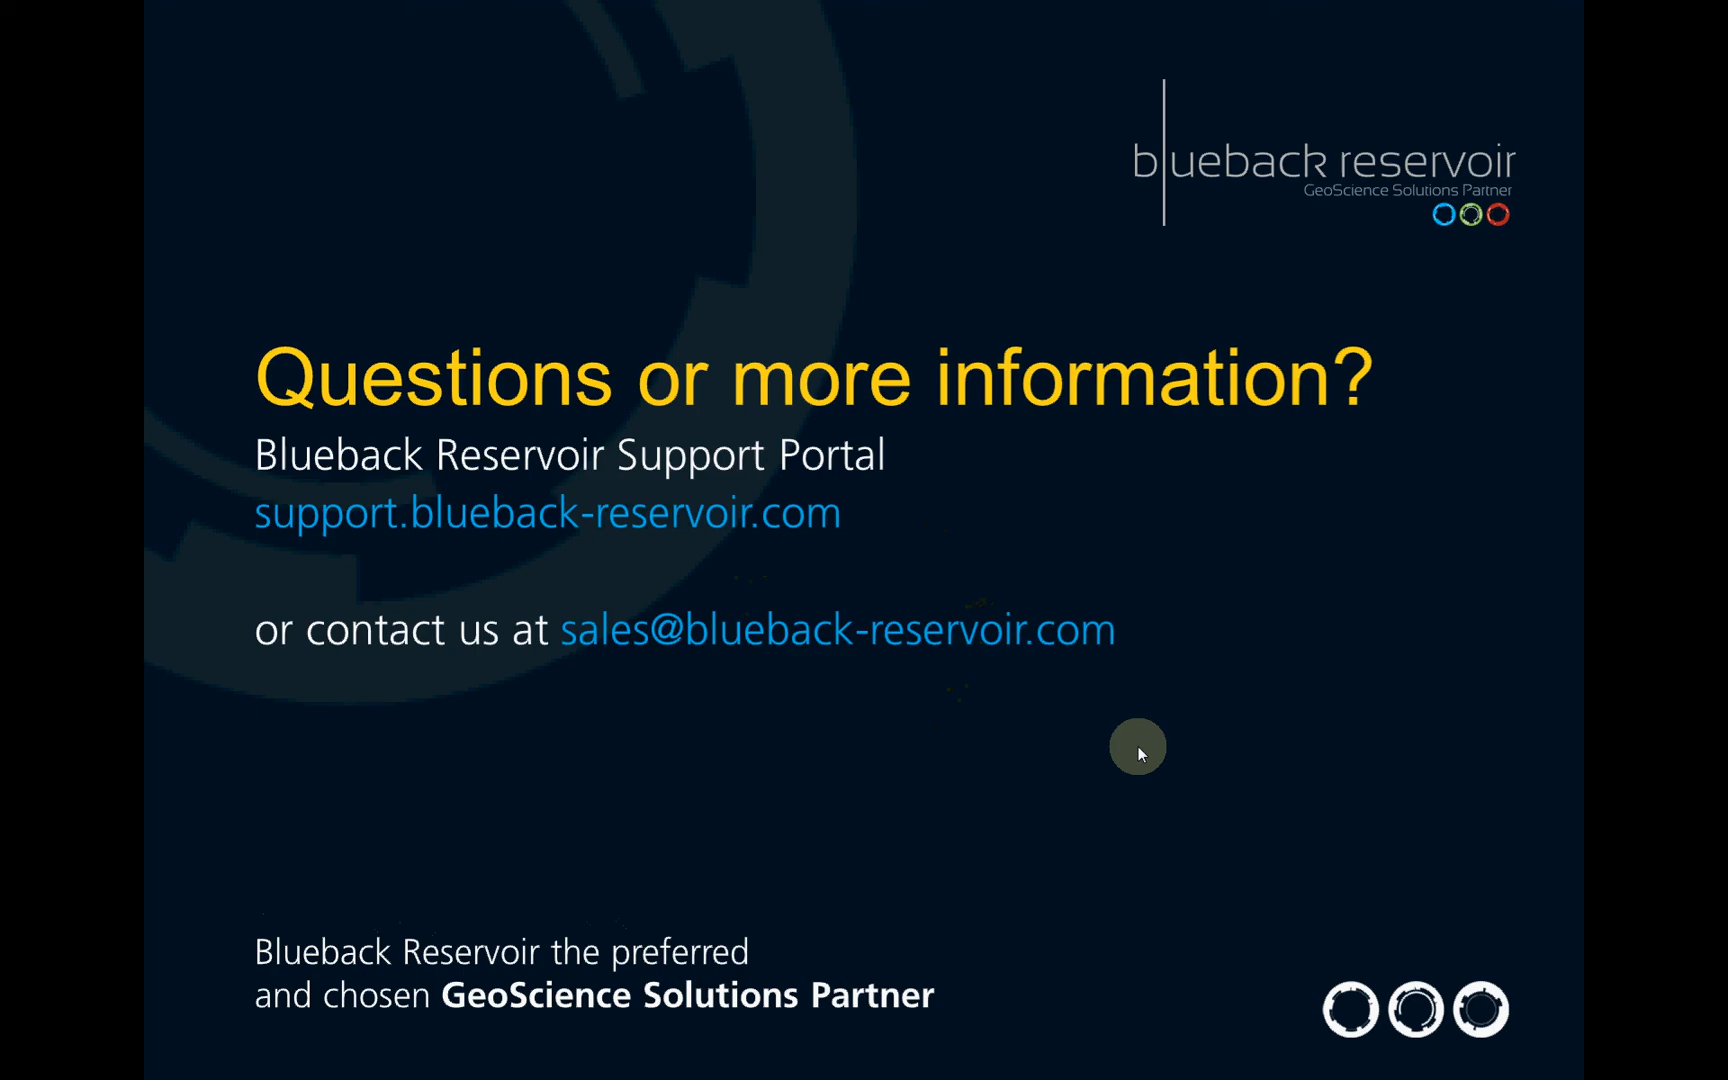 blueback reservoir
GeoScience Solutions Partner
Questions or more information?
Blueback Reservoir Support Portal
support.blueback-reservoir.com
or contact us at sales@blueback-reservoir.com
Blueback Reservoir the preferred
and chosen GeoScience Solutions Partner